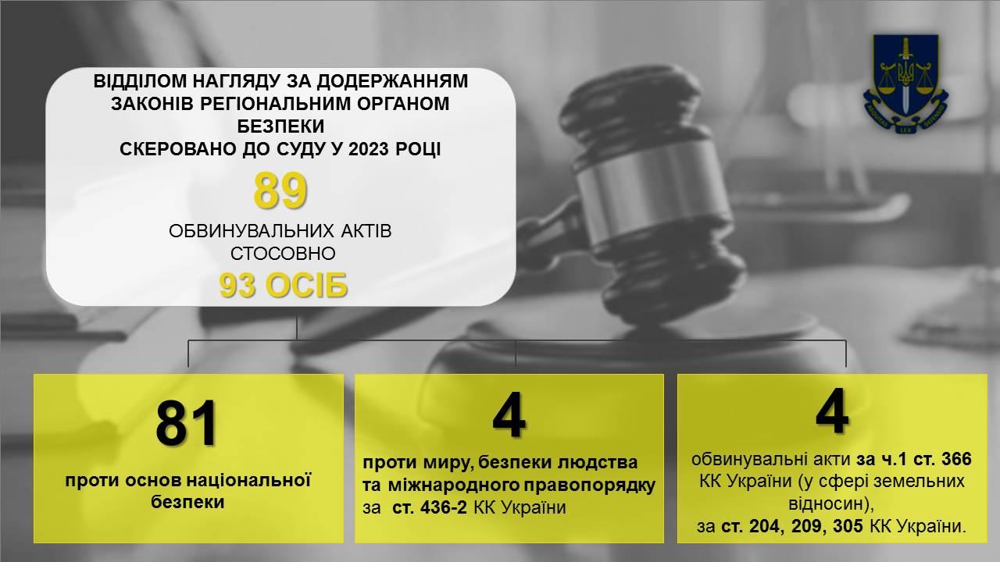 ВІДДІЛОМ НАГЛЯДУ ЗА ДОДЕРЖАННЯМ
ЗАКОНІВ РЕГІОНАЛЬНИМ ОРГАНОМ
БЕЗПЕКИ
СКЕРОВАНО ДО СУДУ У 2023 РОЦІ
89
ОБВИНУВАЛЬНИХ АКТІВ
СТОСОВНО
93 ОСІБ
AEQUITAS LEX DEFENSIO
81
проти основ національної
безпеки
4
проти миру, безпеки людства
та міжнародного правопорядку
за ст. 436-2 КК України
4
обвинувальні акти за ч.1 ст. 366
КК України (у сфері земельних
відносин),
за ст. 204, 209, 305 КК України.